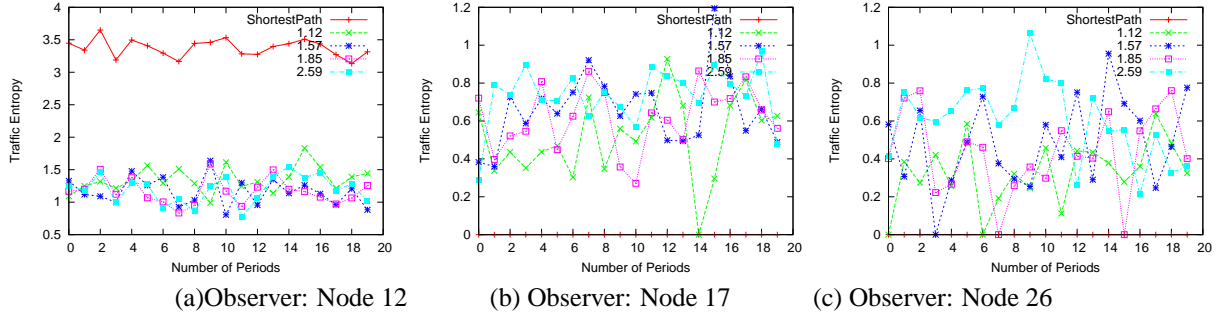 4
3.5
3
2.5
2
1.5
1
0.5
0 2 4 6 8 10 12 14 16 18 20
Traffic Entropy
Number of Periods
ShortestPath
1.12
1.57
1.85
2.59
(a)Observer: Node 12
1.2
1
0.8
0.6
0.4
0.2
0
0 2 4 6 8 10 12 14 16 18 20
Traffic Entropy
Number of Periods
ShortestPath
1.12
1.57
1.85
2.59
(b) Observer: Node 17
1.2
1
0.8
0.6
0.4
0.2
0
0 2 4 6 8 10 12 14 16 18 20
Traffic Entropy
Number of Periods
ShortestPath
1.12
1.57
1.85
2.59
(c) Observer: Node 26